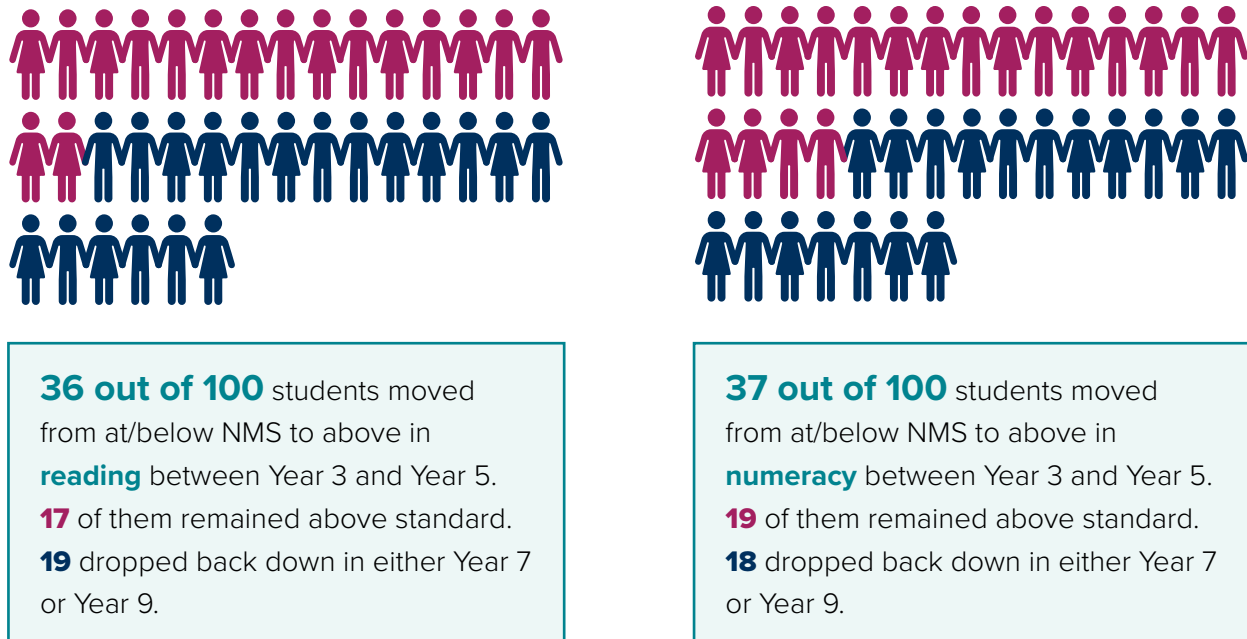 36 out of 100 students moved
from at/below NMS to above in
reading between Year 3 and Year 5.
17 of them remained above standard.
19 dropped back down in either Year 7
or Year 9.
37 out of 100 students moved
from at/below NMS to above in
numeracy between Year 3 and Year 5.
19 of them remained above standard.
18 dropped back down in either Year 7
or Year 9.